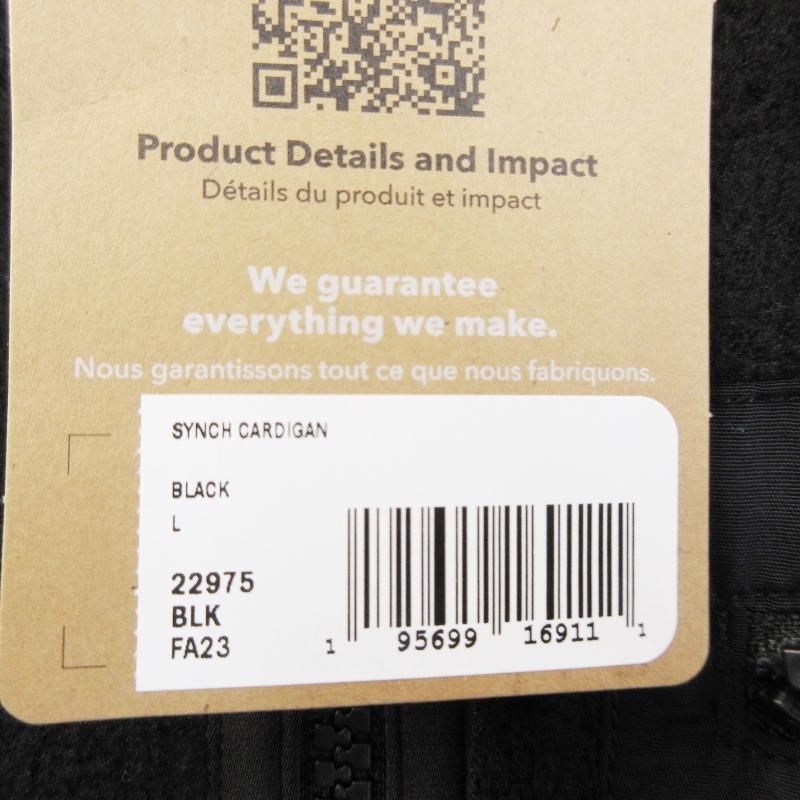 Product Details and Impact
Détails du produit et impact
We guarantee
everything we make.
Nous garantissons tout ce que nous fabriquons.
SYNCH CARDIGAN
BLACK
L
22975
BLK
FA23
1 95699 16911 1